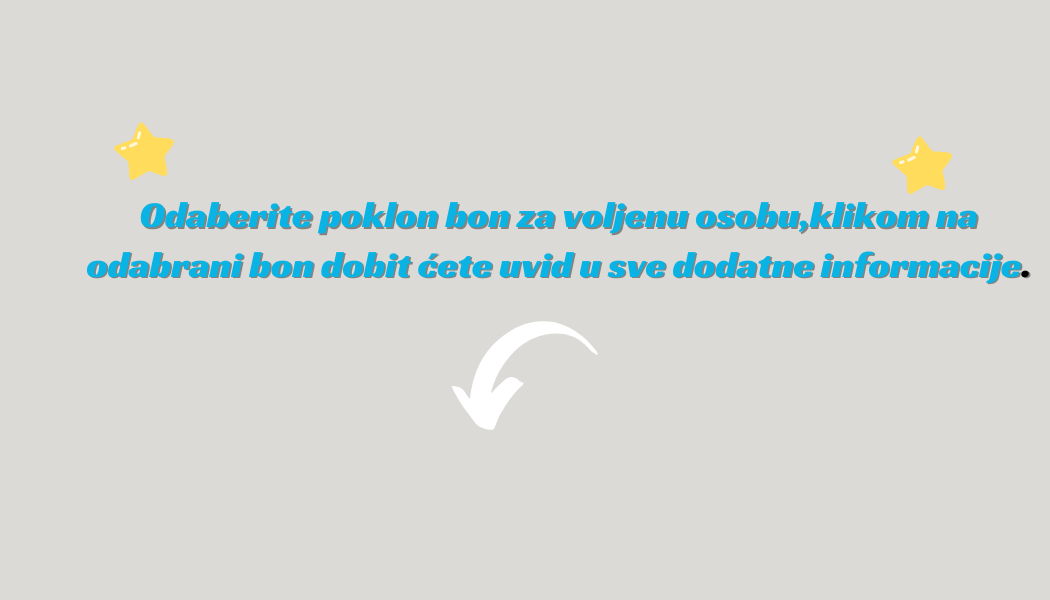 Odaberite poklon bon za voljenu osobu,klikom na
odabrani bon dobit ćete uvid u sve dodatne informacije.